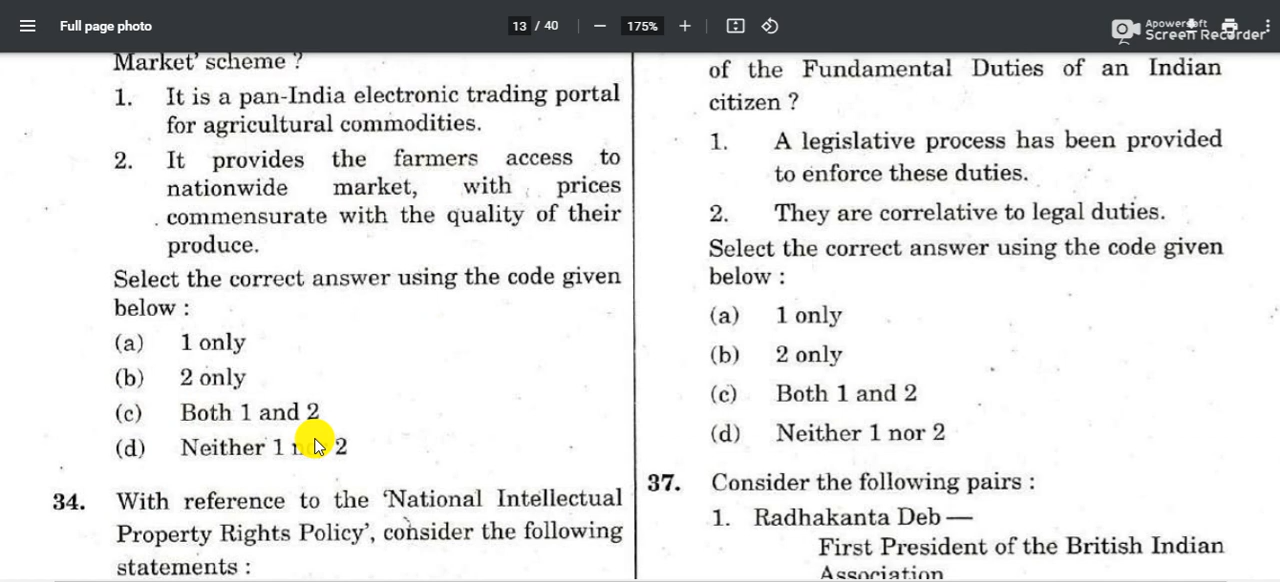 Full page photo
13 / 40
175%
Apowersoft
Screen Recorder
Market' scheme ?
1. It is a pan-India electronic trading portal
for agricultural commodities.
2. It provides the farmers access to
nationwide market, with prices
commensurate with the quality of their
produce.
Select the correct answer using the code given
below :
(a) 1 only
(b) 2 only
(c) Both 1 and 2
(d) Neither 1 nor 2
34. With reference to the 'National Intellectual
Property Rights Policy', consider the following
statements :
of the Fundamental Duties of an Indian
citizen ?
1. A legislative process has been provided
to enforce these duties.
2. They are correlative to legal duties.
Select the correct answer using the code given
below :
(a) 1 only
(b) 2 only
(c) Both 1 and 2
(d) Neither 1 nor 2
37. Consider the following pairs :
1. Radhakanta Deb —
First President of the British Indian
Association